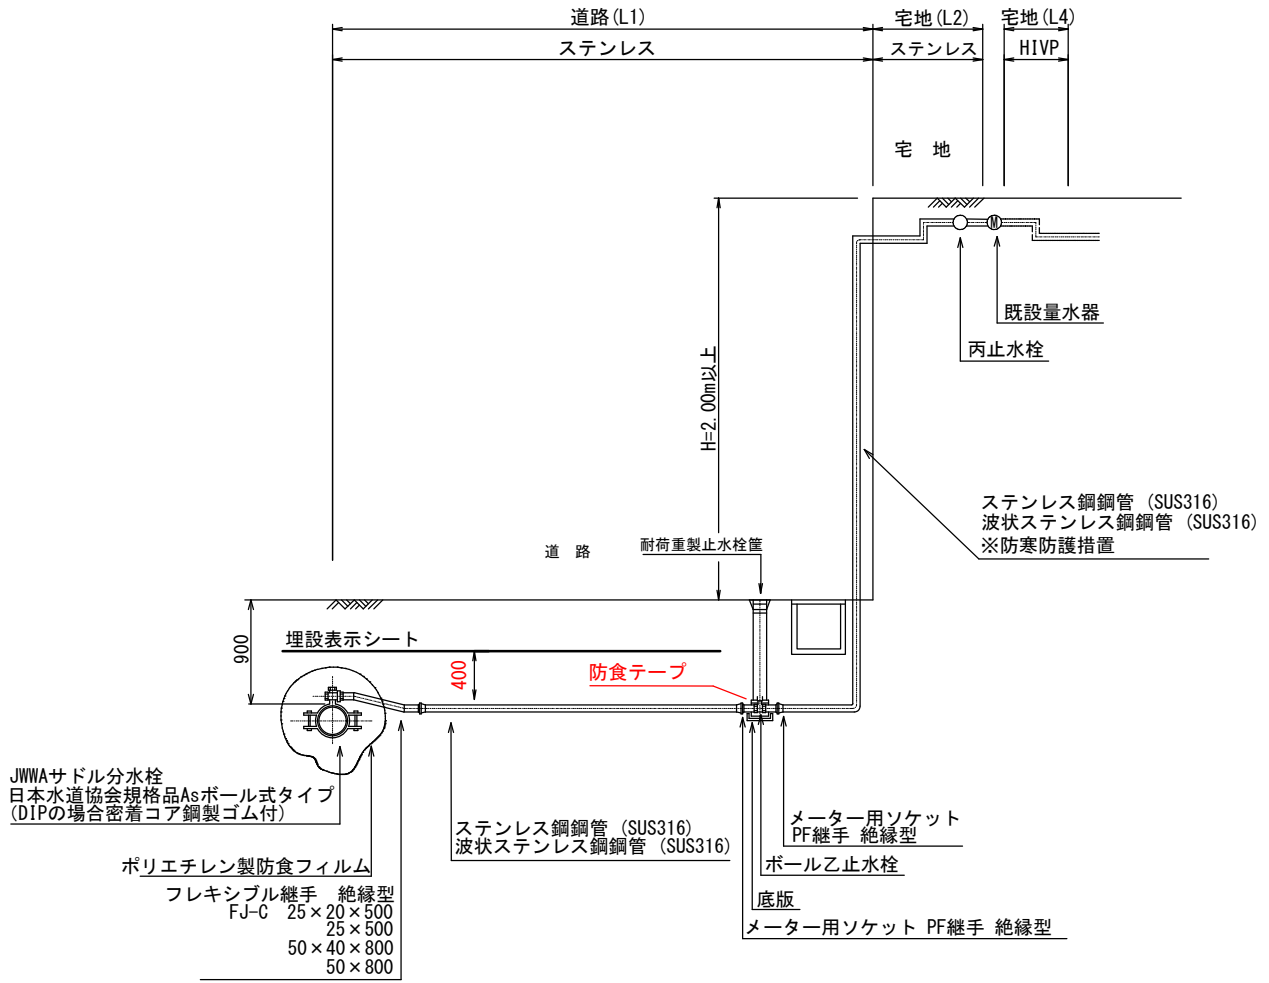 道路(L1)
宅地(L2)
宅地(L4)
ステンレス
ステンレス
HIVP
宅 地
既設量水器
丙止水栓
H=2.00m以上
ステンレス鋼鋼管 (SUS316)
波状ステンレス鋼鋼管 (SUS316)
※防寒防護措置
道 路
耐荷重製止水栓筐
900
埋設表示シート
400
防食テープ
M
JWWAサドル分水栓
日本水道協会規格品Asボール式タイプ
(DIPの場合密着コア鋼製ゴム付)
ポリエチレン製防食フィルム
フレキシブル継手 絶縁型
FJ-C 25×20×500
25×500
50×40×800
50×800
ステンレス鋼鋼管 (SUS316)
波状ステンレス鋼鋼管 (SUS316)
メーター用ソケット
PF継手 絶縁型
ボール乙止水栓
底版
メーター用ソケット PF継手 絶縁型